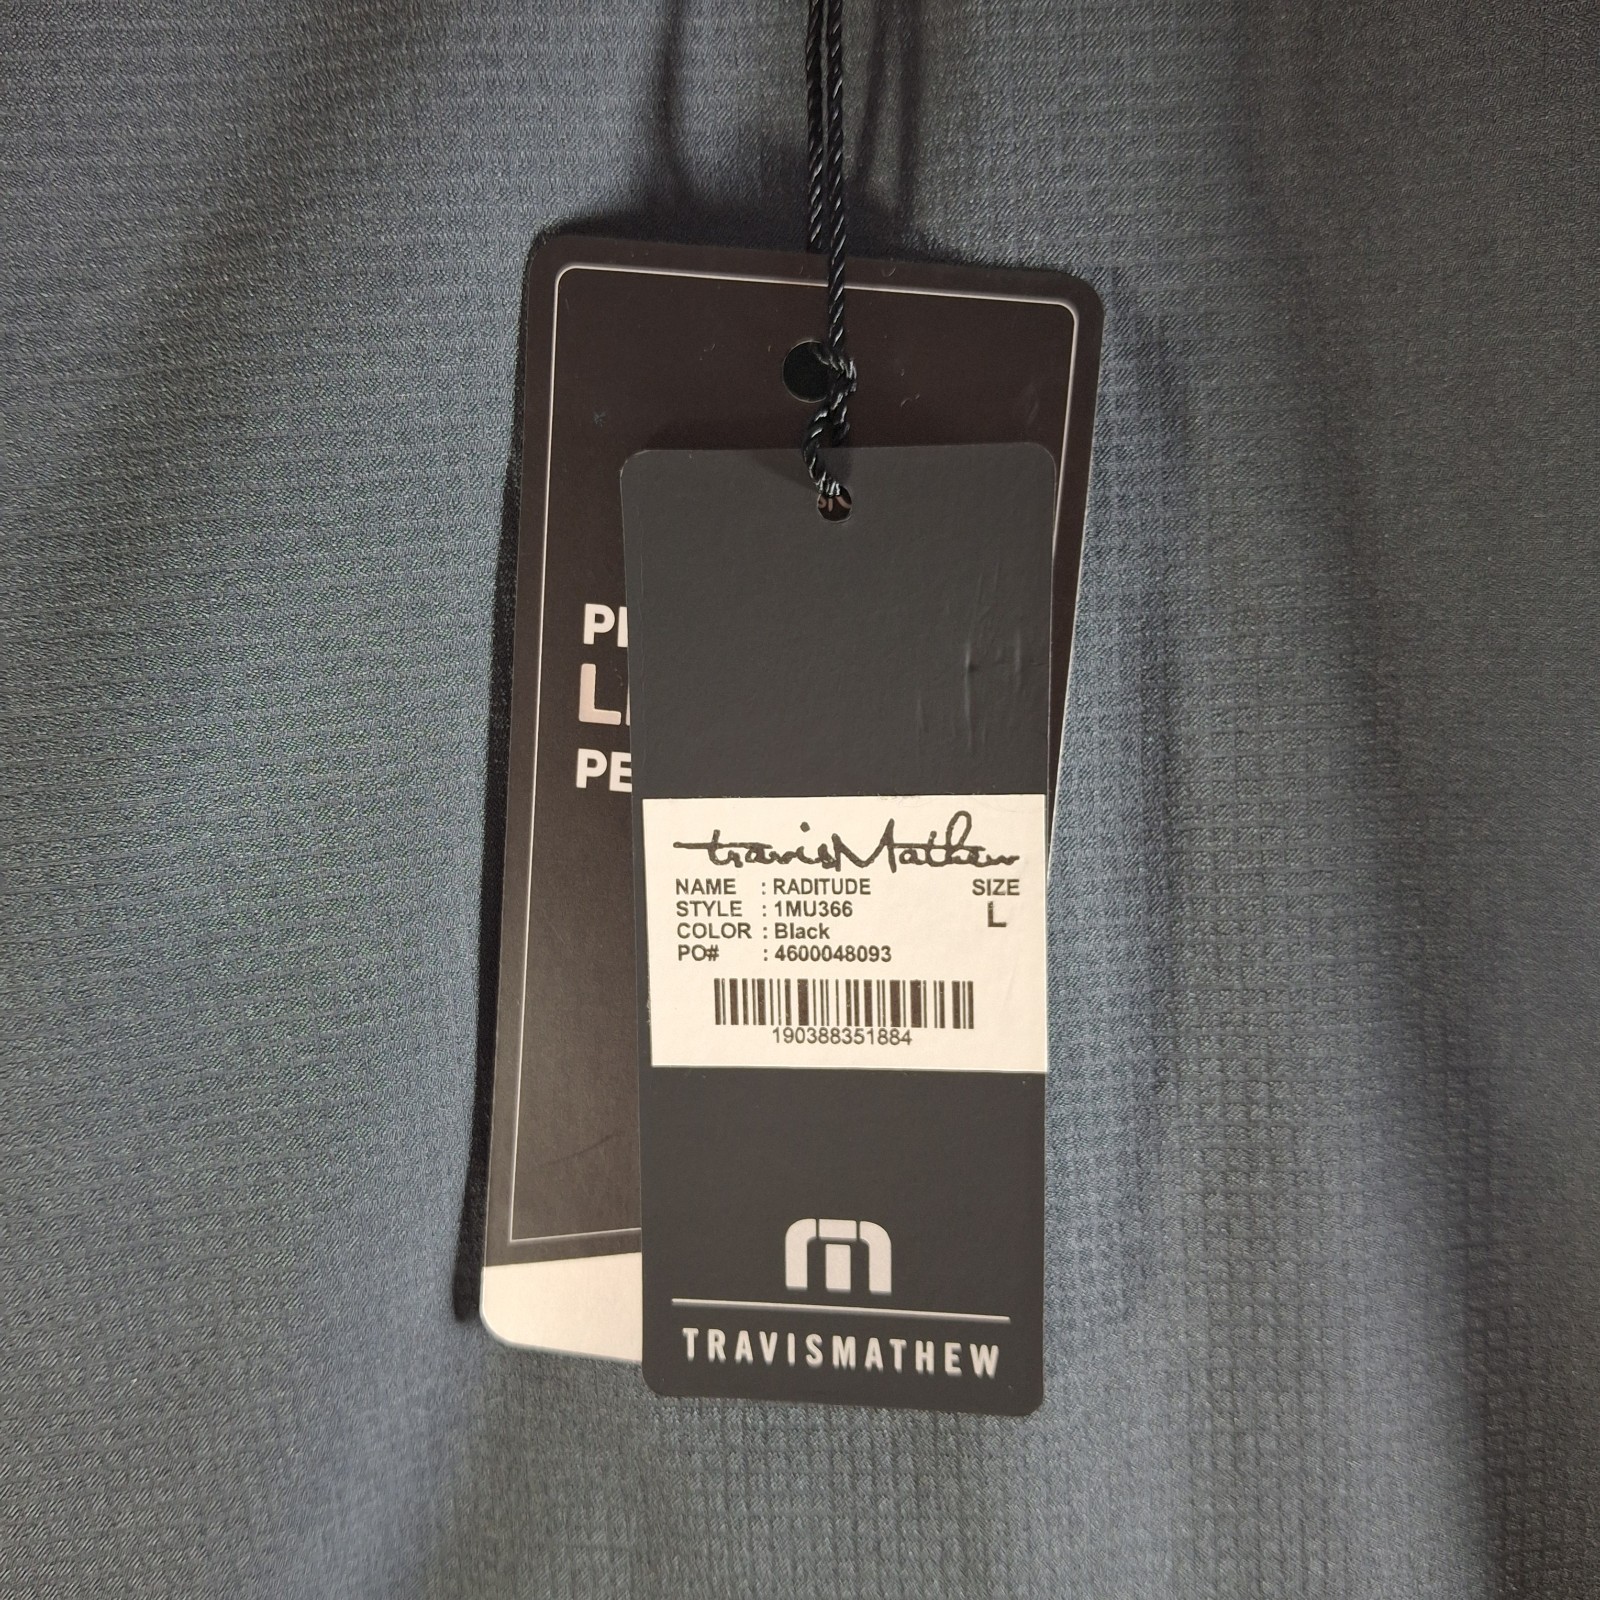 travisMathew
NAME : RADITUDE
STYLE : 1MU366
COLOR : Black
PO# : 4600048093
SIZE
L
190388351884
TRAVISMATHEW